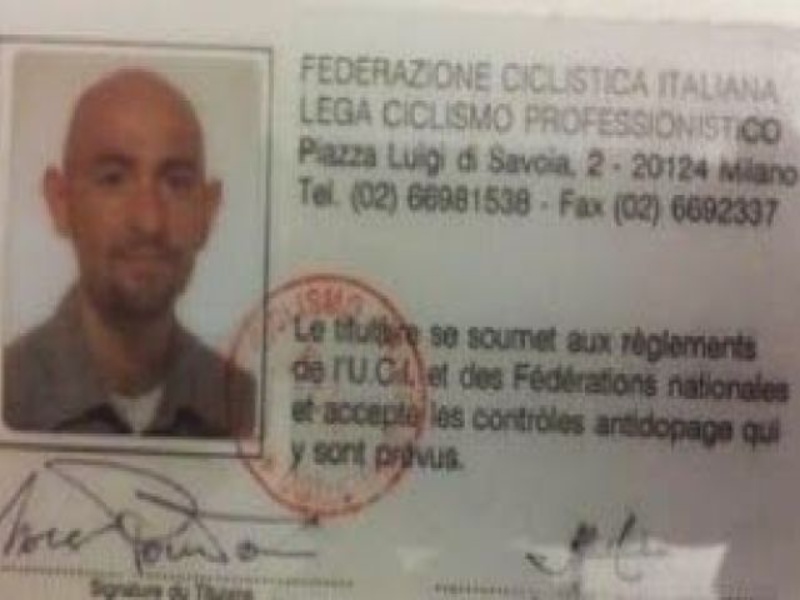 FEDERAZIONE CICLISTICA ITALIANA
LEGA CICLISMO PROFESSIONISTICO
Piazza Luigi di Savoia, 2 - 20124 Milano
Tel. (02) 66981538 - Fax (02) 6692337
Le titulaire se soumet aux règlements
de l'U.C.I. et des Fédérations nationales
et accepte les contrôles antidopage qui
y sont prévus.
Signature du Titulaire